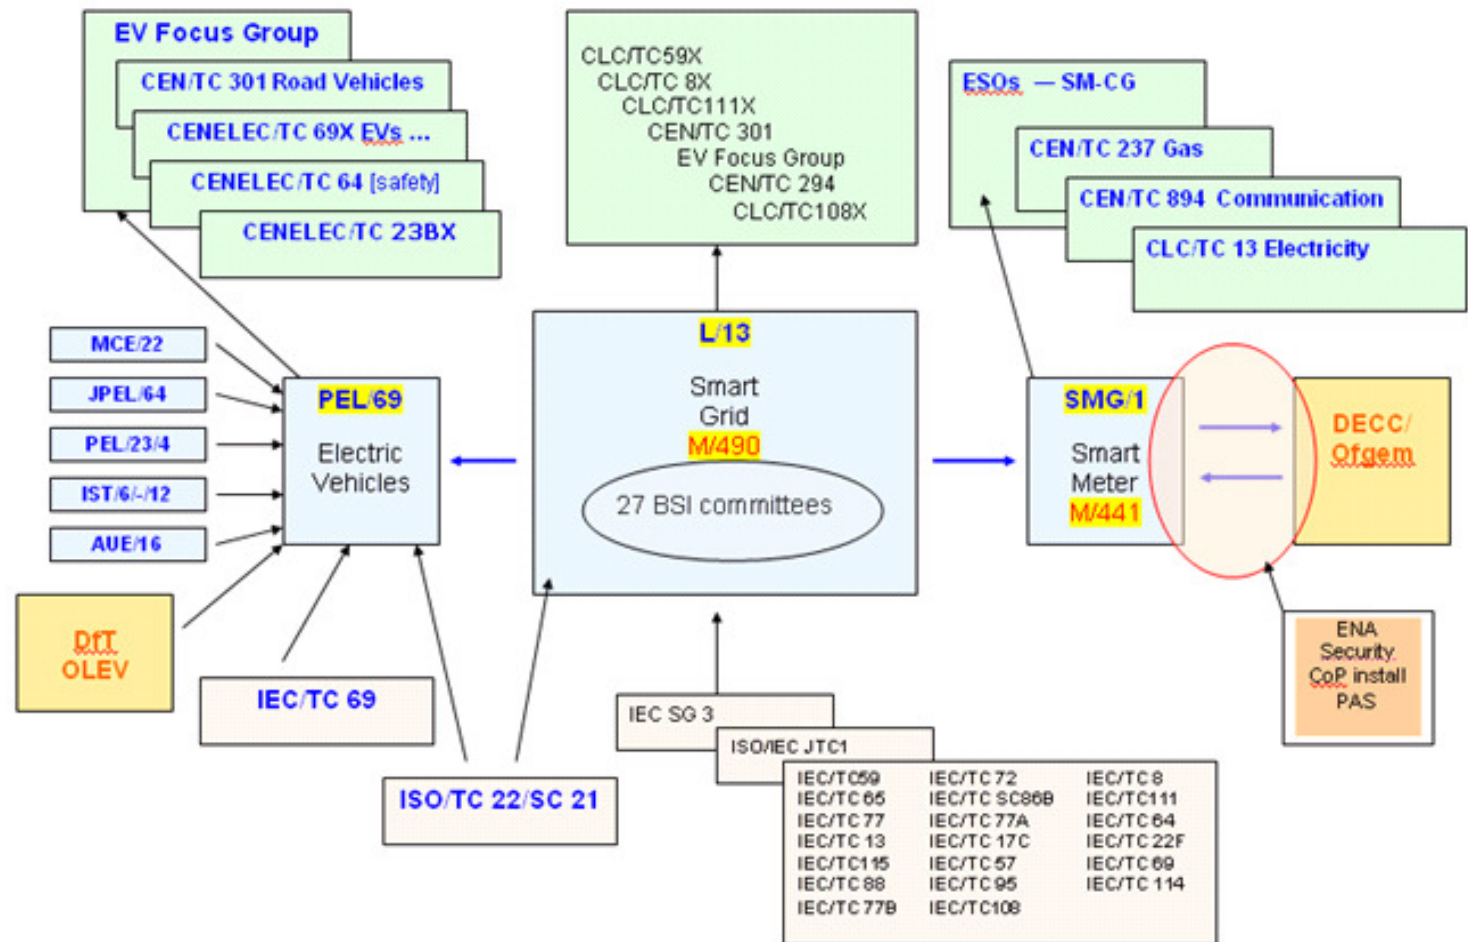 EV Focus Group
CEN/TC 301 Road Vehicles
CENELEC/TC 69X EVs ...
CENELEC/TC 64 [safety]
CENELEC/TC 23BX
CLC/TC59X
CLC/TC 8X
CLC/TC111X
CEN/TC 301
EV Focus Group
CEN/TC 294
CLC/TC108X
ESOs — SM-CG
CEN/TC 237 Gas
CEN/TC 894 Communication
CLC/TC 13 Electricity
MCE/22
JPEL/64
PEL/23/4
IST/6/-/12
AUE/16
DfT
OLEV
PEL/69
Electric
Vehicles
L/13
Smart
Grid
M/490
27 BSI committees
SMG/1
Smart
Meter
M/441
DECC/
Ofgem
ENA
Security
CoP install
PAS
IEC/TC 69
ISO/TC 22/SC 21
IEC SG 3
ISO/IEC JTC1
IEC/TC59 IEC/TC 72 IEC/TC 8
IEC/TC 65 IEC/TC SC86B IEC/TC111
IEC/TC 77 IEC/TC 77A IEC/TC 64
IEC/TC 13 IEC/TC 17C IEC/TC 22F
IEC/TC115 IEC/TC 57 IEC/TC 69
IEC/TC 88 IEC/TC 95 IEC/TC 114
IEC/TC 77B IEC/TC108